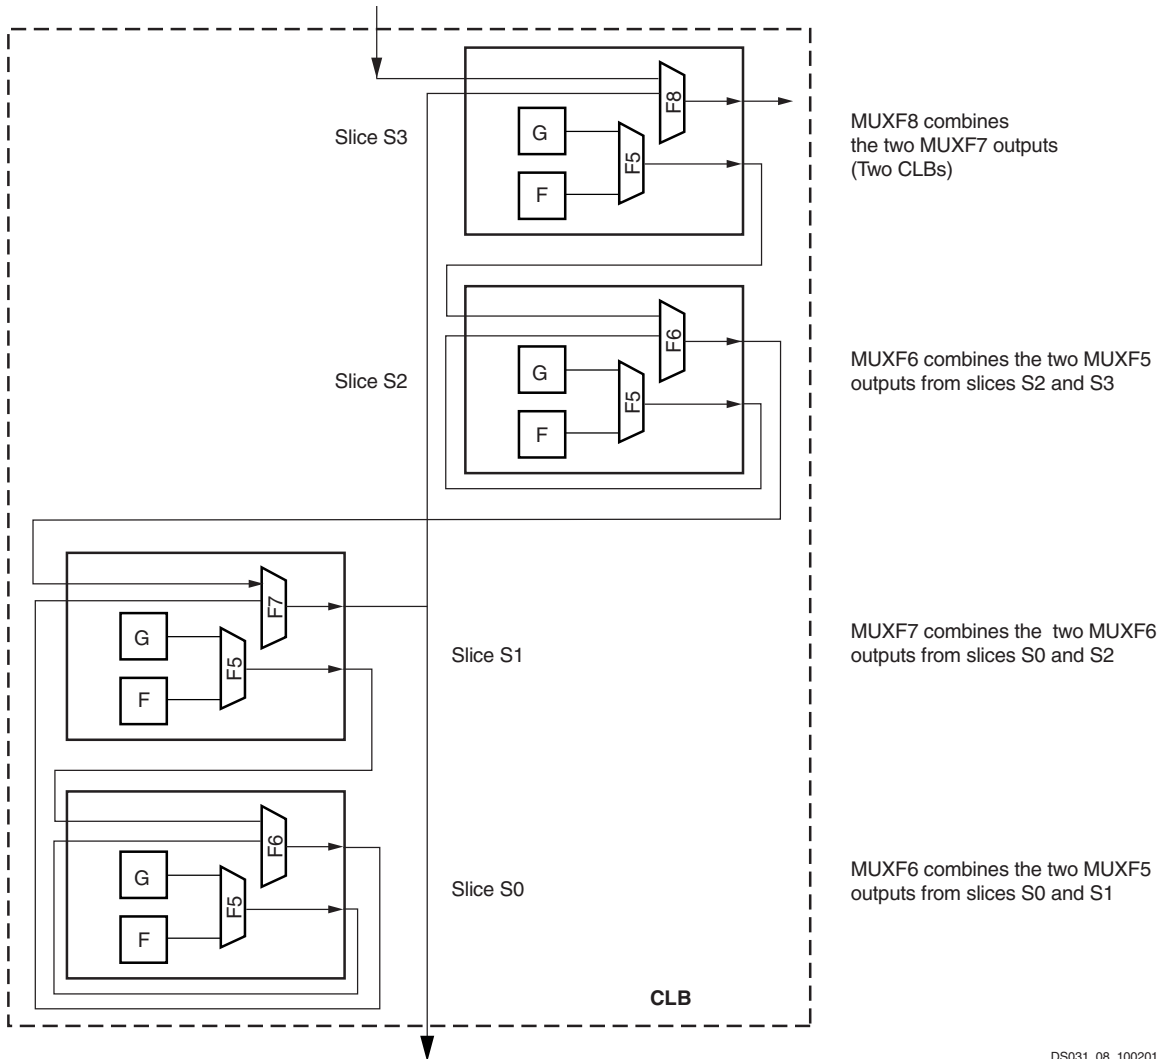 Slice S3
F8
G
F5
F
MUXF8 combines
the two MUXF7 outputs
(Two CLBs)
Slice S2
F6
G
F5
F
MUXF6 combines the two MUXF5
outputs from slices S2 and S3
F7
G
F5
F
Slice S1
MUXF7 combines the two MUXF6
outputs from slices S0 and S2
F6
G
F5
F
Slice S0
MUXF6 combines the two MUXF5
outputs from slices S0 and S1
CLB
DS031_08_100201